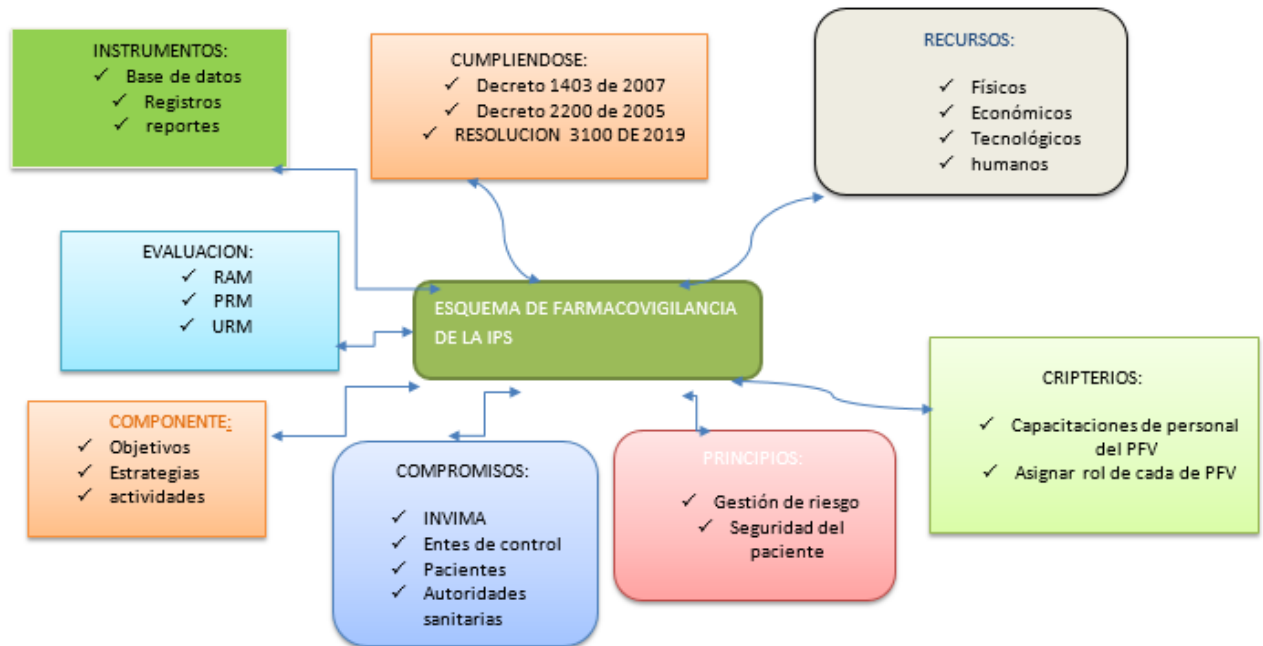 INSTRUMENTOS:
✓ Base de datos
✓ Registros
✓ reportes
CUMPLIENDOSE:
✓ Decreto 1403 de 2007
✓ Decreto 2200 de 2005
✓ RESOLUCION 3100 DE 2019
RECURSOS:
✓ Físicos
✓ Económicos
✓ Tecnológicos
✓ humanos
EVALUACION:
✓ RAM
✓ PRM
✓ URM
ESQUEMA DE FARMACOVIGILANCIA
DE LA IPS
CRIPTERIOS:
✓ Capacitaciones de personal
del PFV
✓ Asignar rol de cada de PFV
COMPONENTE:
✓ Objetivos
✓ Estrategias
✓ actividades
COMPROMISOS:
✓ INVIMA
✓ Entes de control
✓ Pacientes
✓ Autoridades
sanitarias
PRINCIPIOS:
✓ Gestión de riesgo
✓ Seguridad del
paciente